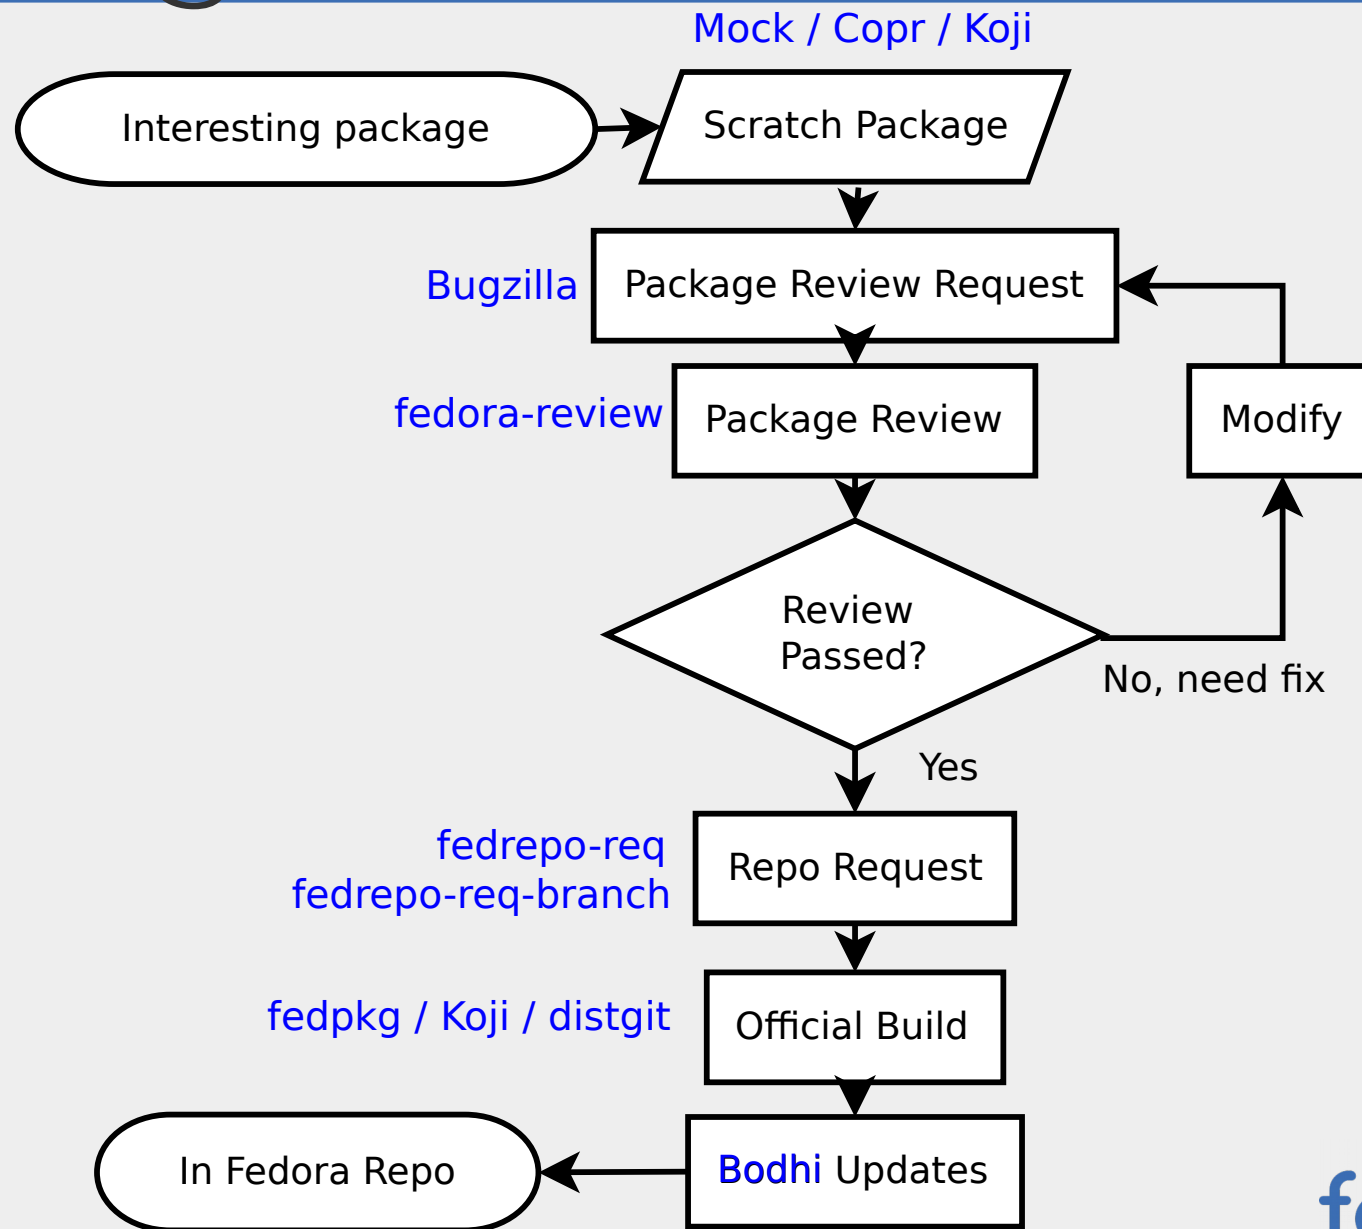 Mock / Copr / Koji
Interesting package
Scratch Package
Bugzilla
Package Review Request
fedora-review
Package Review
Modify
Review
Passed?
No, need fix
Yes
fedrepo-req
fedrepo-req-branch
Repo Request
fedpkg / Koji / distgit
Official Build
In Fedora Repo
Bodhi Updates